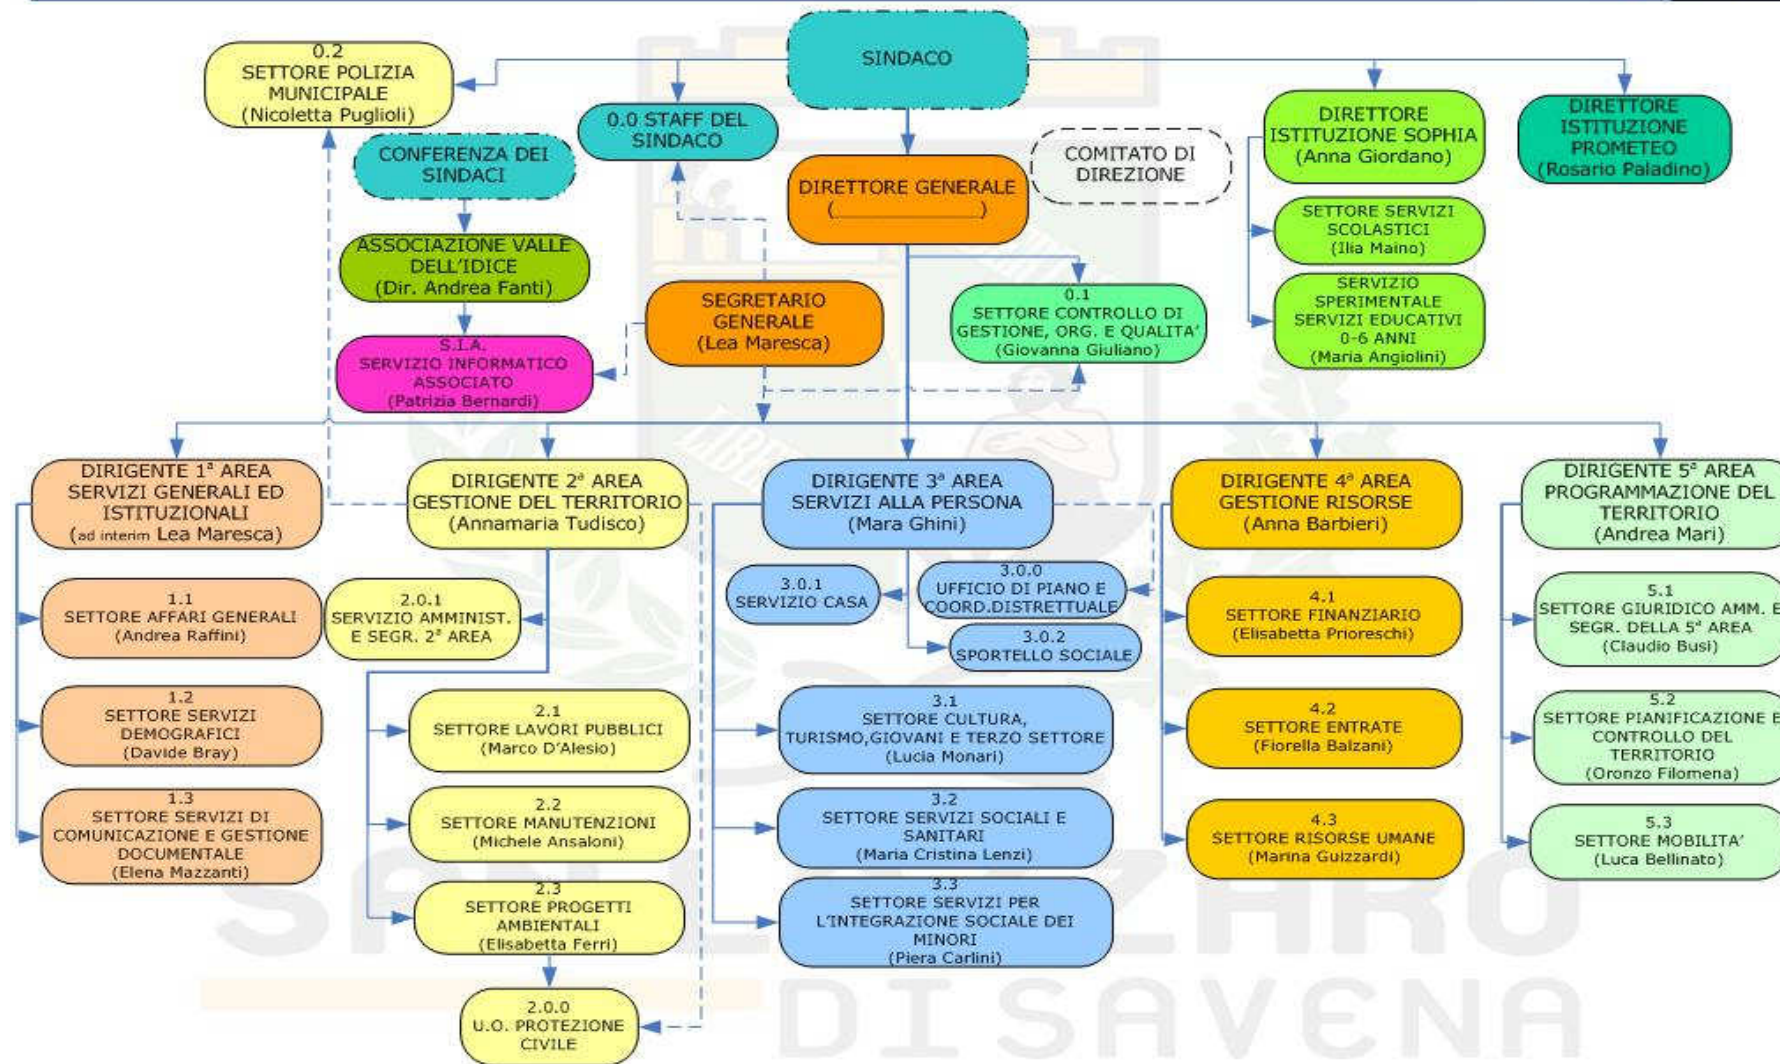 SINDACO
0.2
SETTORE POLIZIA
MUNICIPALE
(Nicoletta Puglioli)
0.0 STAFF DEL
SINDACO
CONFERENZA DEI
SINDACI
DIRETTORE GENERALE
(______________)
COMITATO DI
DIREZIONE
DIRETTORE
ISTITUZIONE SOPHIA
(Anna Giordano)
DIRETTORE
ISTITUZIONE
PROMETEO
(Rosario Paladino)
ASSOCIAZIONE VALLE
DELL'IDICE
(Dir. Andrea Fanti)
SETTORE SERVIZI
SCOLASTICI
(Ilia Maino)
SEGRETARIO
GENERALE
(Lea Maresca)
0.1
SETTORE CONTROLLO DI
GESTIONE, ORG. E QUALITA'
(Giovanna Giuliano)
SERVIZIO
SPERIMENTALE
SERVIZI EDUCATIVI
0-6 ANNI
(Maria Angiolini)
S.I.A.
SERVIZIO INFORMATICO
ASSOCIATO
(Patrizia Bernardi)
DIRIGENTE 1ª AREA
SERVIZI GENERALI ED
ISTITUZIONALI
(ad interim Lea Maresca)
DIRIGENTE 2ª AREA
GESTIONE DEL TERRITORIO
(Annamaria Tudisco)
DIRIGENTE 3ª AREA
SERVIZI ALLA PERSONA
(Mara Ghini)
DIRIGENTE 4ª AREA
GESTIONE RISORSE
(Anna Barbieri)
DIRIGENTE 5ª AREA
PROGRAMMAZIONE DEL
TERRITORIO
(Andrea Mari)
1.1
SETTORE AFFARI GENERALI
(Andrea Raffini)
1.2
SETTORE SERVIZI
DEMOGRAFICI
(Davide Bray)
1.3
SETTORE SERVIZI DI
COMUNICAZIONE E GESTIONE
DOCUMENTALE
(Elena Mazzanti)
2.0.1
SERVIZIO AMMINIST.
E SEGR. 2ª AREA
2.1
SETTORE LAVORI PUBBLICI
(Marco D'Alesio)
2.2
SETTORE MANUTENZIONI
(Michele Ansaloni)
2.3
SETTORE PROGETTI
AMBIENTALI
(Elisabetta Ferri)
2.0.0
U.O. PROTEZIONE
CIVILE
3.0.1
SERVIZIO CASA
3.0.0
UFFICIO DI PIANO E
COORD.DISTRETTUALE
3.0.2
SPORTELLO SOCIALE
3.1
SETTORE CULTURA,
TURISMO,GIOVANI E TERZO SETTORE
(Lucia Monari)
3.2
SETTORE SERVIZI SOCIALI E
SANITARI
(Maria Cristina Lenzi)
3.3
SETTORE SERVIZI PER
L'INTEGRAZIONE SOCIALE DEI
MINORI
(Piera Carlini)
4.1
SETTORE FINANZIARIO
(Elisabetta Prioreschi)
4.2
SETTORE ENTRATE
(Fiorella Balzani)
4.3
SETTORE RISORSE UMANE
(Marina Guizzardi)
5.1
SETTORE GIURIDICO AMM. E
SEGR. DELLA 5ª AREA
(Claudio Busi)
5.2
SETTORE PIANIFICAZIONE E
CONTROLLO DEL
TERRITORIO
(Oronzo Filomena)
5.3
SETTORE MOBILITA'
(Luca Bellinato)
DI SAVENA